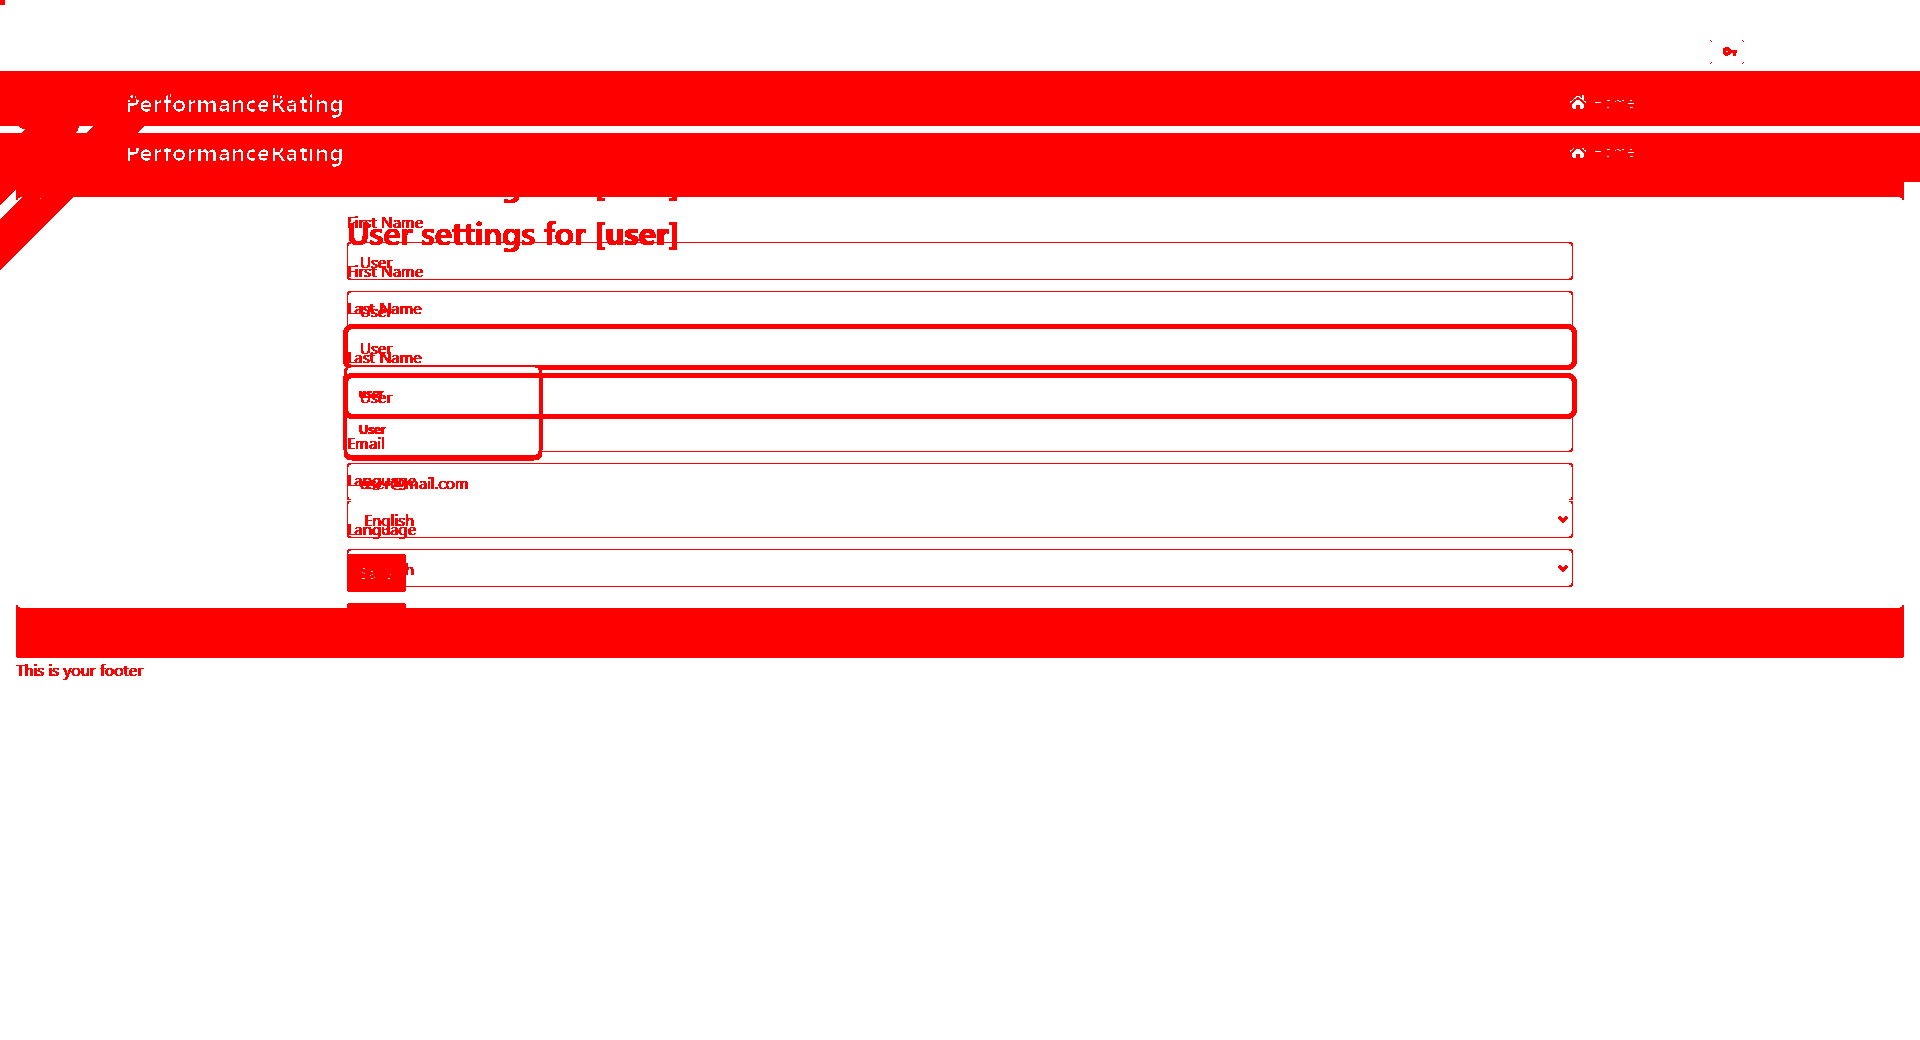 PerformanceRating Home
PerformanceRating Home
First Name
User settings for [user]
User
First Name
Last Name
User
User
Last Name
user
User
User
Email
Language
user@mail.com
English
Language
This is your footer